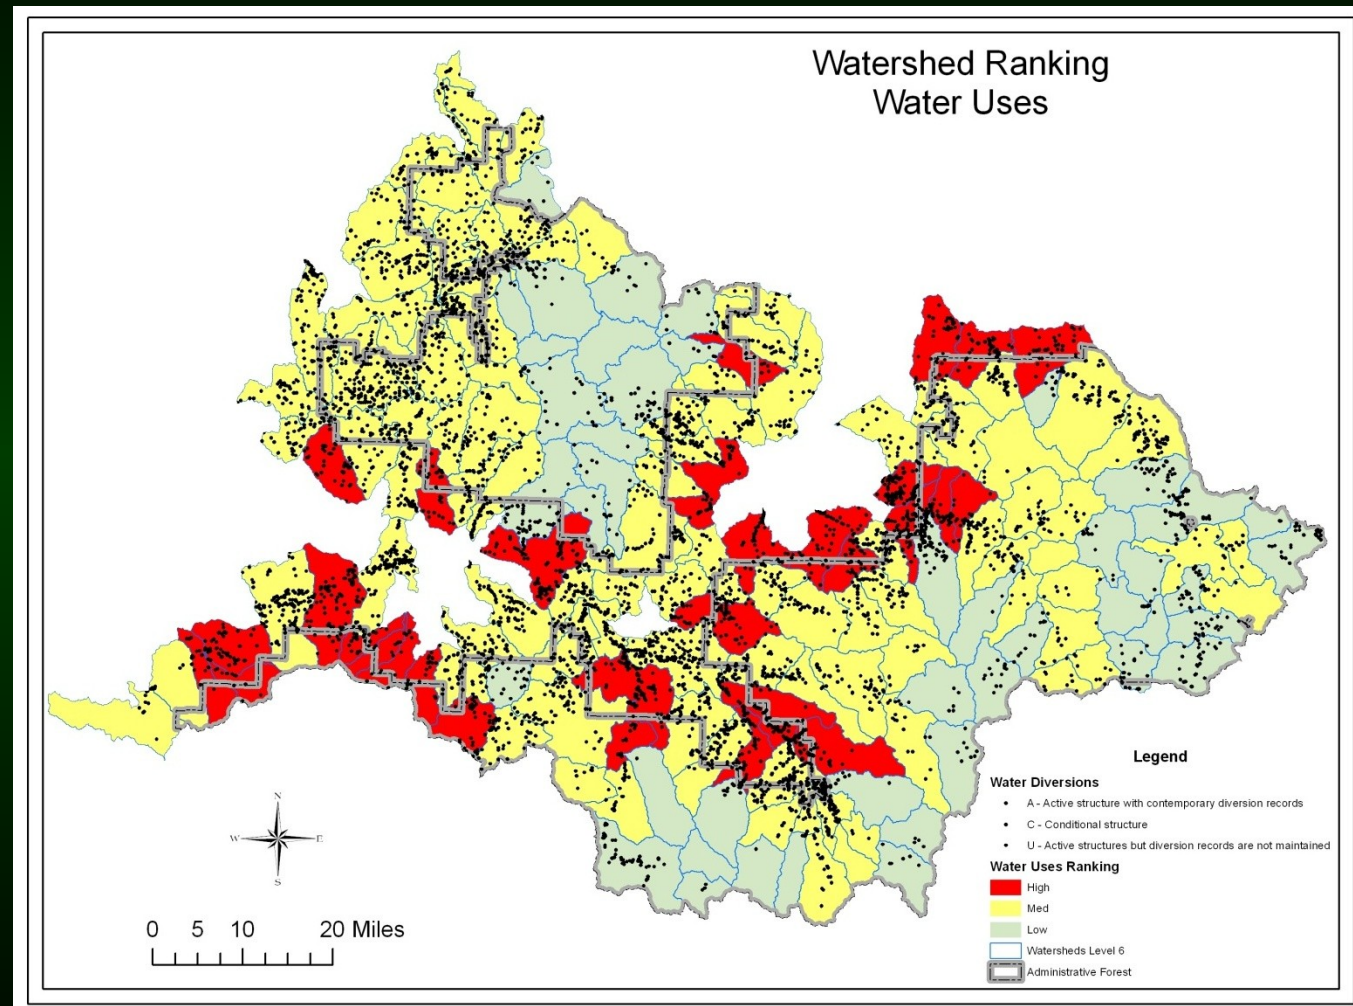 Watershed Ranking
Water Uses
Legend
Water Diversions
A - Active structure with contemporary diversion records
C - Conditional structure
U - Active structures but diversion records are not maintained
Water Uses Ranking
High
Med
Low
Watersheds Level 6
Administrative Forest
N
W
E
S
0 5 10 20 Miles